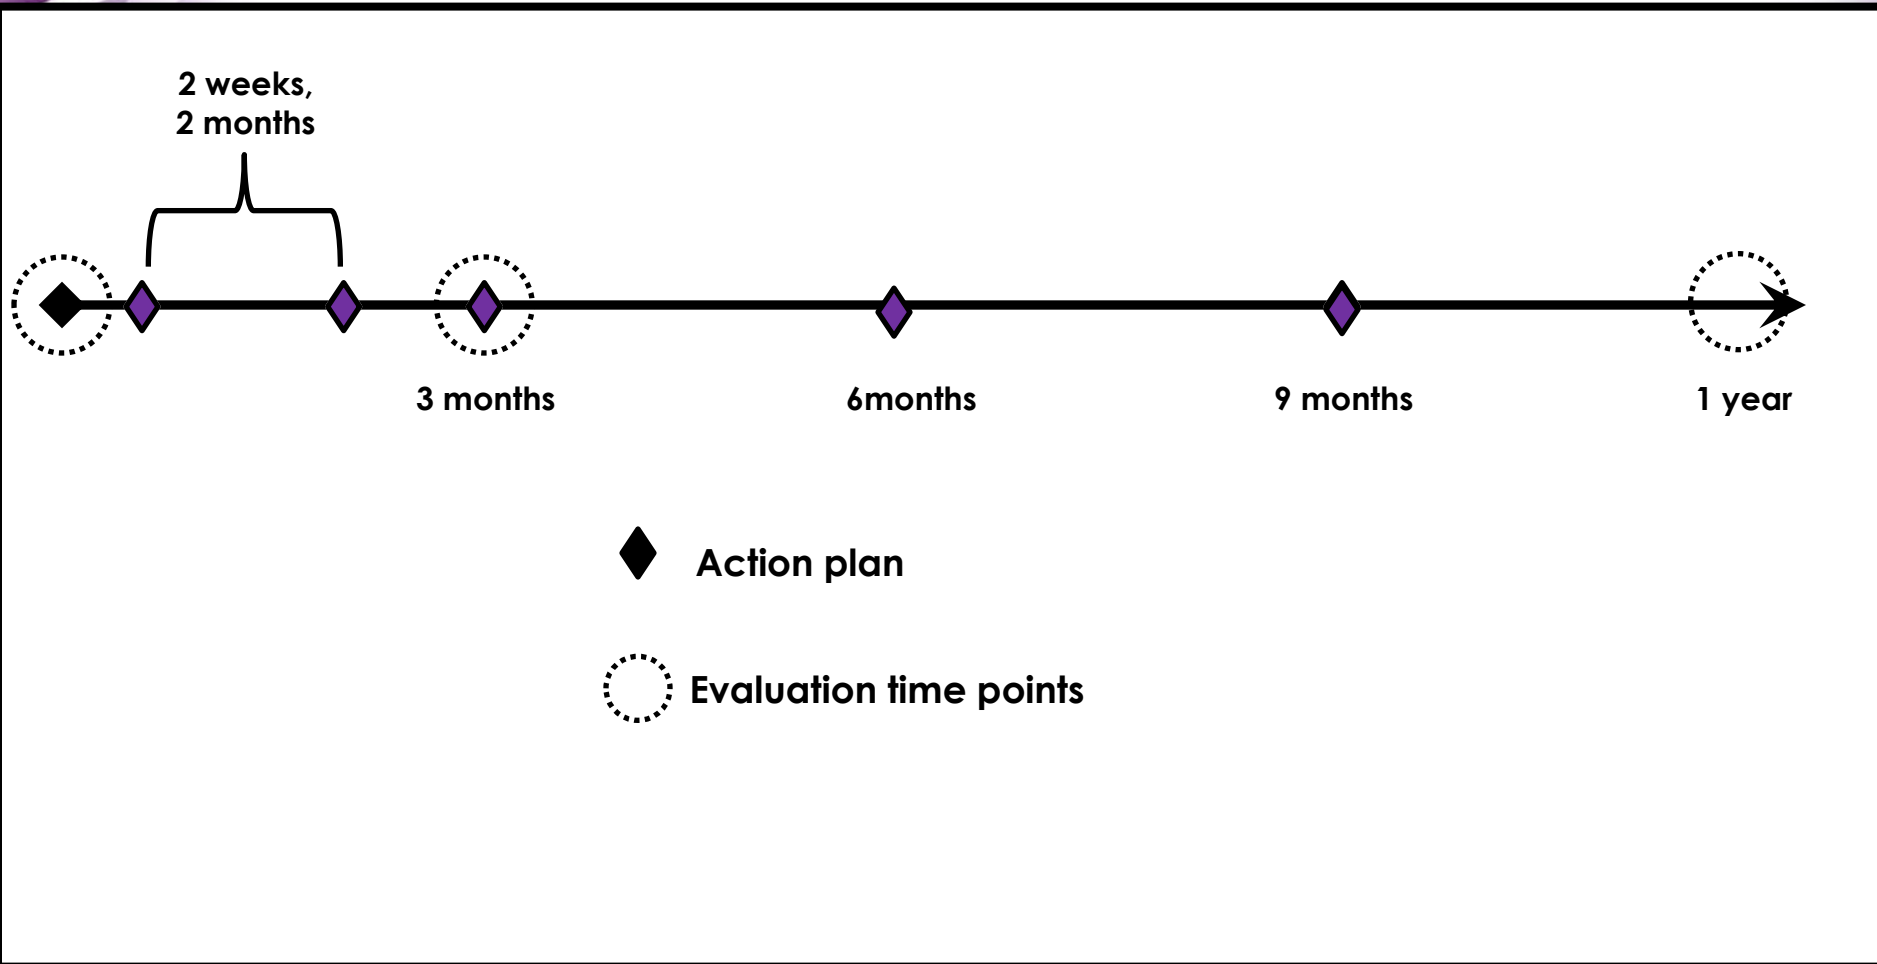 2 weeks,
2 months
3 months
6months
9 months
1 year
Action plan
Evaluation time points